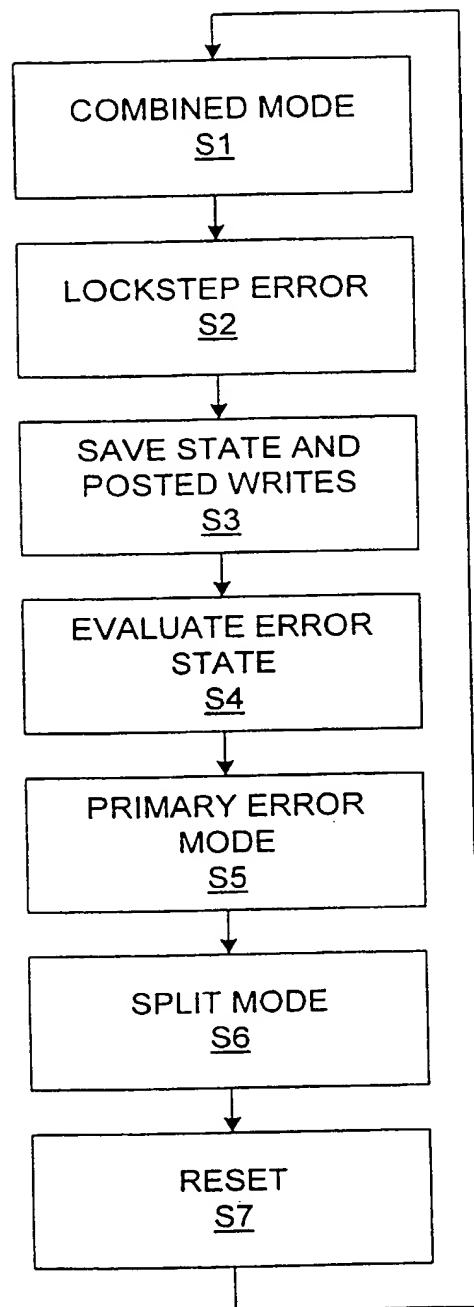 COMBINED MODE
S1
LOCKSTEP ERROR
S2
SAVE STATE AND
POSTED WRITES
S3
EVALUATE ERROR
STATE
S4
PRIMARY ERROR
MODE
S5
SPLIT MODE
S6
RESET
S7